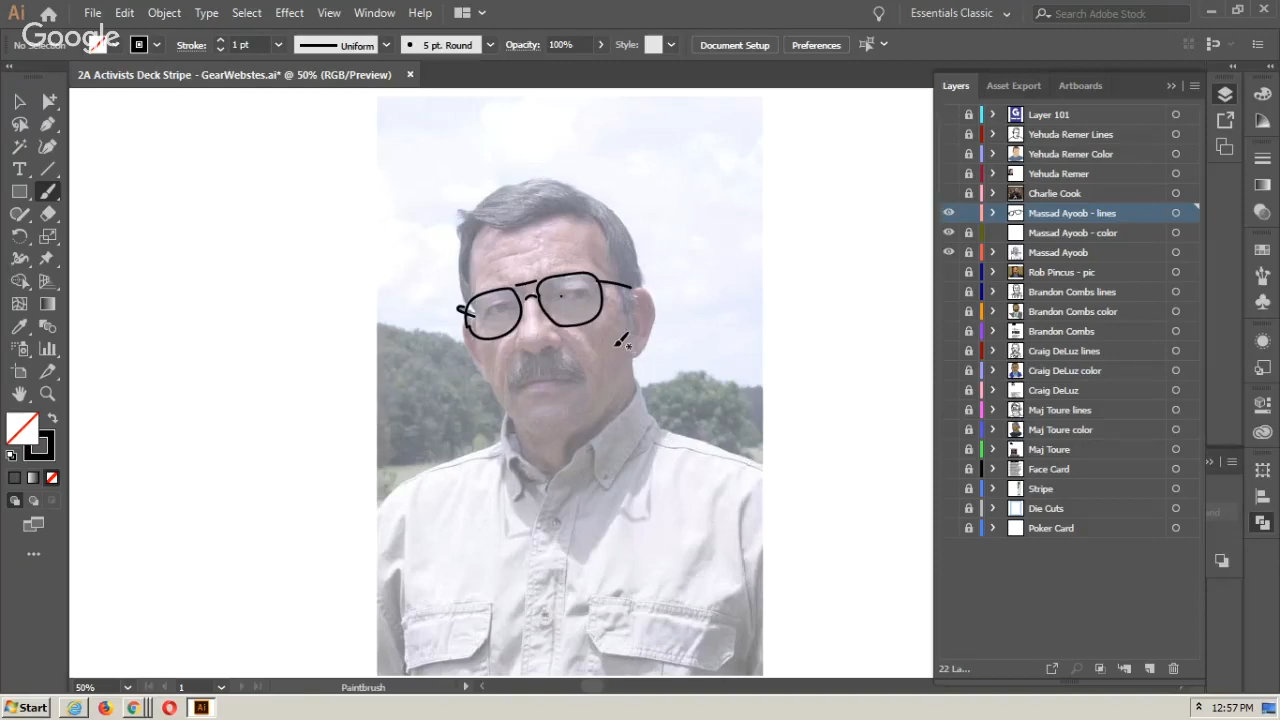 Ai File Edit Object Type Select Effect View Window Help Essentials Classic Search Adobe Stock
Google
No Selection Stroke: 1 pt Uniform 5 pt. Round Opacity: 100% Style: Document Setup Preferences
2A Activists Deck Stripe - GearWebstes.ai* @ 50% (RGB/Preview) ×
Layers Asset Export Artboards
Layer 101
Yehuda Remer Lines
Yehuda Remer Color
Yehuda Remer
Charlie Cook
Massad Ayoob - lines
Massad Ayoob - color
Massad Ayoob
Rob Pincus - pic
Brandon Combs lines
Brandon Combs color
Brandon Combs
Craig DeLuz lines
Craig DeLuz color
Craig DeLuz
Maj Toure lines
Maj Toure color
Maj Toure
Face Card
Stripe
Die Cuts
Poker Card
22 La...
50% 1 Paintbrush
Start Ai 12:57 PM